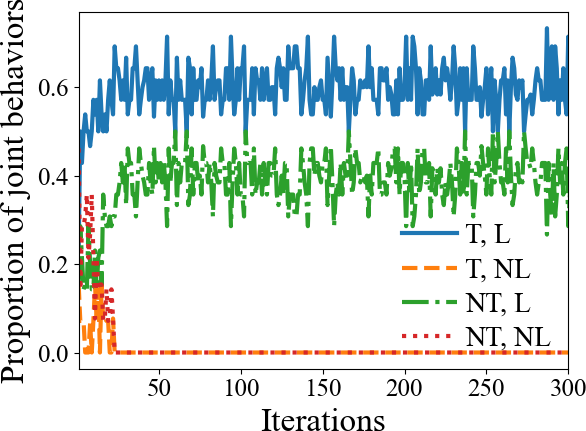 Proportion of joint behaviors
0.6
0.4
0.2
0.0
T, L
T, NL
NT, L
NT, NL
50
100
150
200
250
300
Iterations